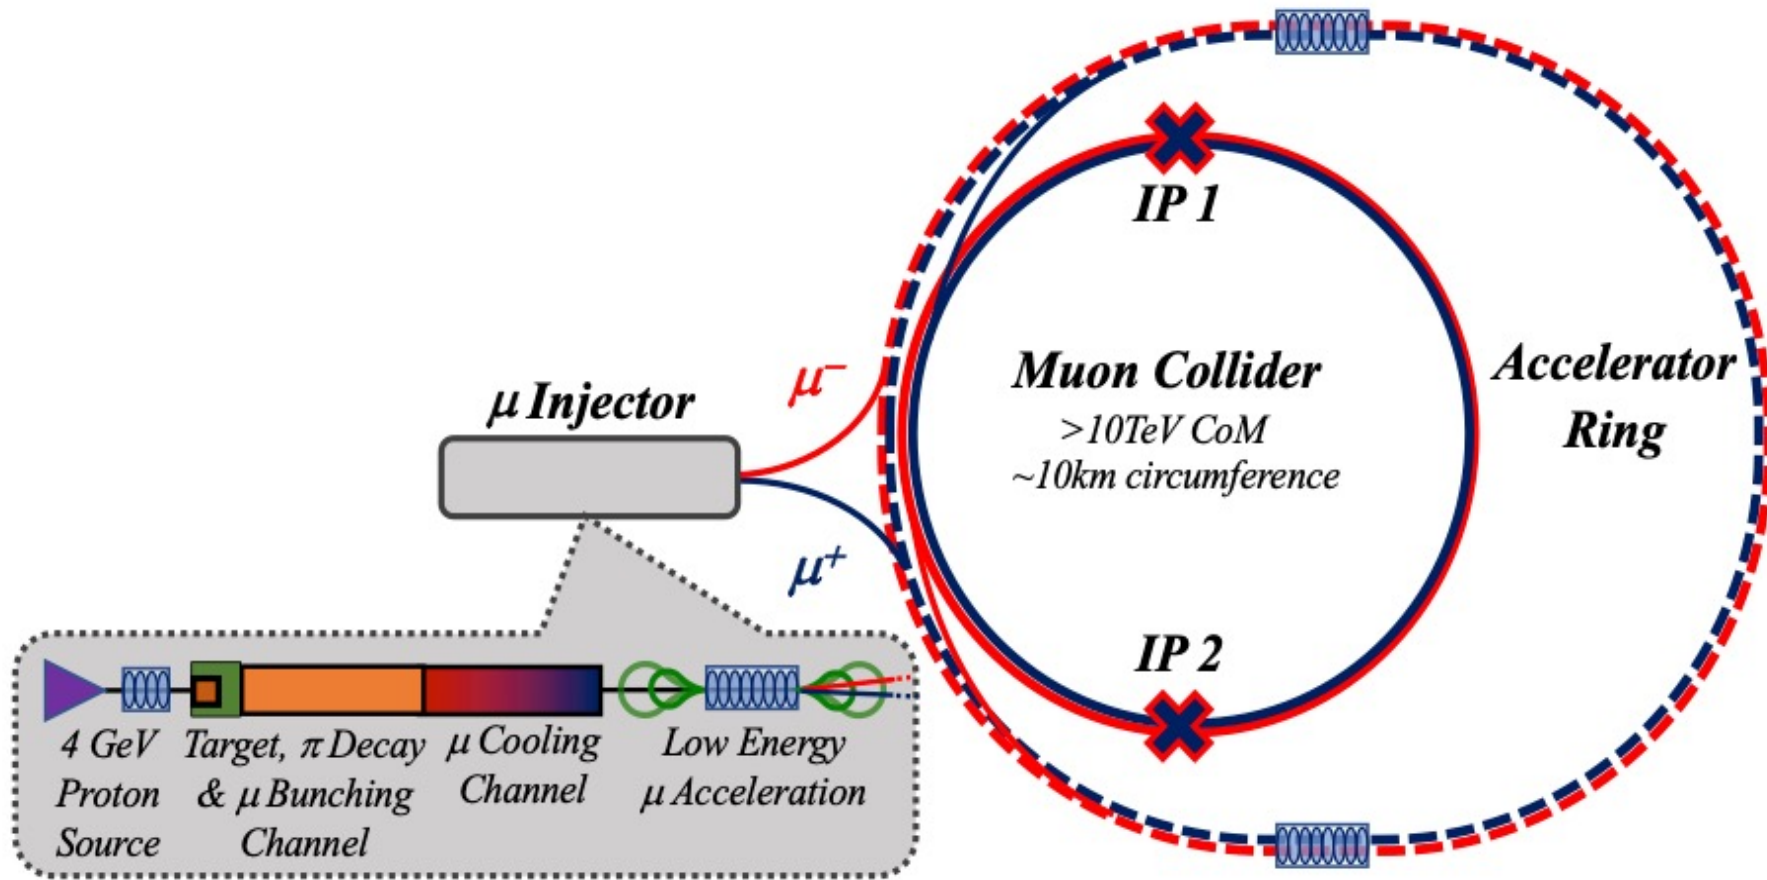 IP 1
μ⁻
μ Injector
Muon Collider
>10TeV CoM
~10km circumference
Accelerator
Ring
μ⁺
IP 2
4 GeV
Proton
Source
Target, π Decay
& μ Bunching
Channel
μ Cooling
Channel
Low Energy
μ Acceleration